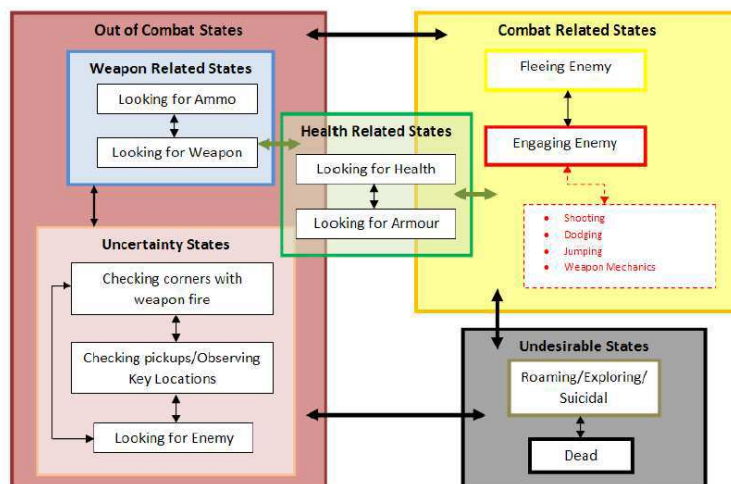 Out of Combat States
Weapon Related States
Looking for Ammo
Looking for Weapon
Uncertainty States
Checking corners with
weapon fire
Checking pickups/Observing
Key Locations
Looking for Enemy
Health Related States
Looking for Health
Looking for Armour
Combat Related States
Fleeing Enemy
Engaging Enemy
Shooting
Dodging
Jumping
Weapon Mechanics
Undesirable States
Roaming/Exploring/
Suicidal
Dead